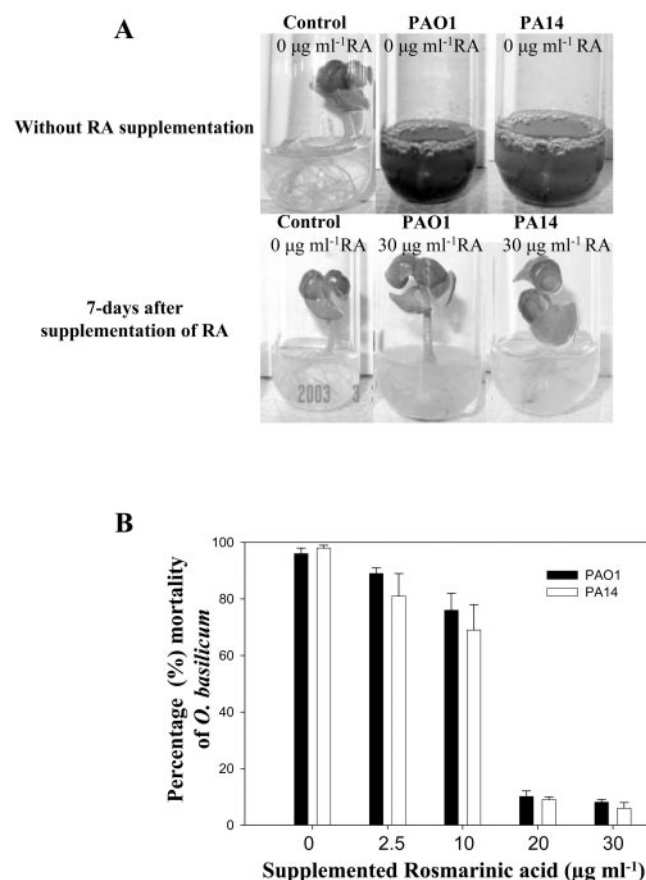 A
Control PAO1 PA14
0 µg ml⁻¹RA 0 µg ml⁻¹RA 0 µg ml⁻¹ RA
Without RA supplementation
Control PAO1 PA14
0 µg ml⁻¹RA 30 µg ml⁻¹RA 30 µg ml⁻¹ RA
7-days after
supplementation of RA
2003 3
B
Percentage (%) mortality
of O. basilicum
100
80
60
40
20
0
PAO1
PA14
0 2.5 10 20 30
Supplemented Rosmarinic acid (µg ml⁻¹)